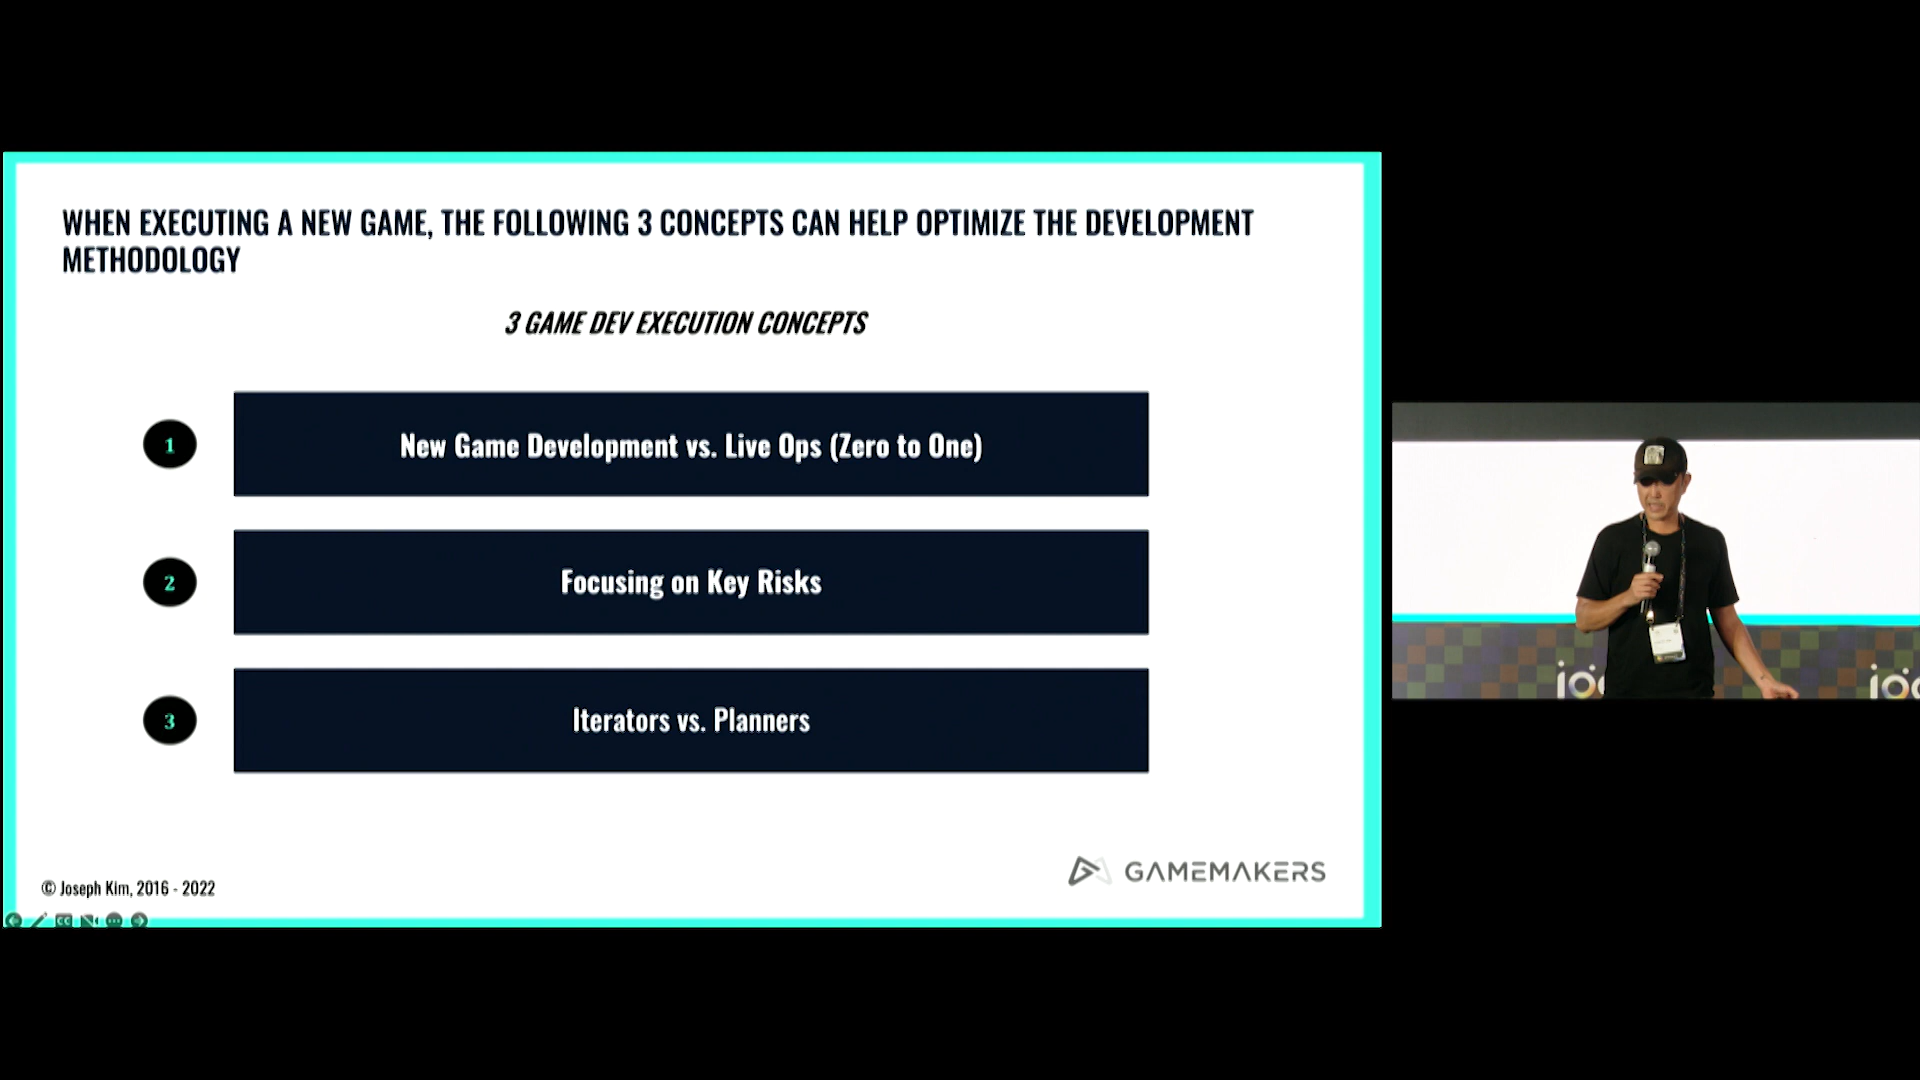 WHEN EXECUTING A NEW GAME, THE FOLLOWING 3 CONCEPTS CAN HELP OPTIMIZE THE DEVELOPMENT
METHODOLOGY
3 GAME DEV EXECUTION CONCEPTS
1
New Game Development vs. Live Ops (Zero to One)
2
Focusing on Key Risks
3
Iterators vs. Planners
© Joseph Kim, 2016 - 2022
GAMEMAKERS
CC